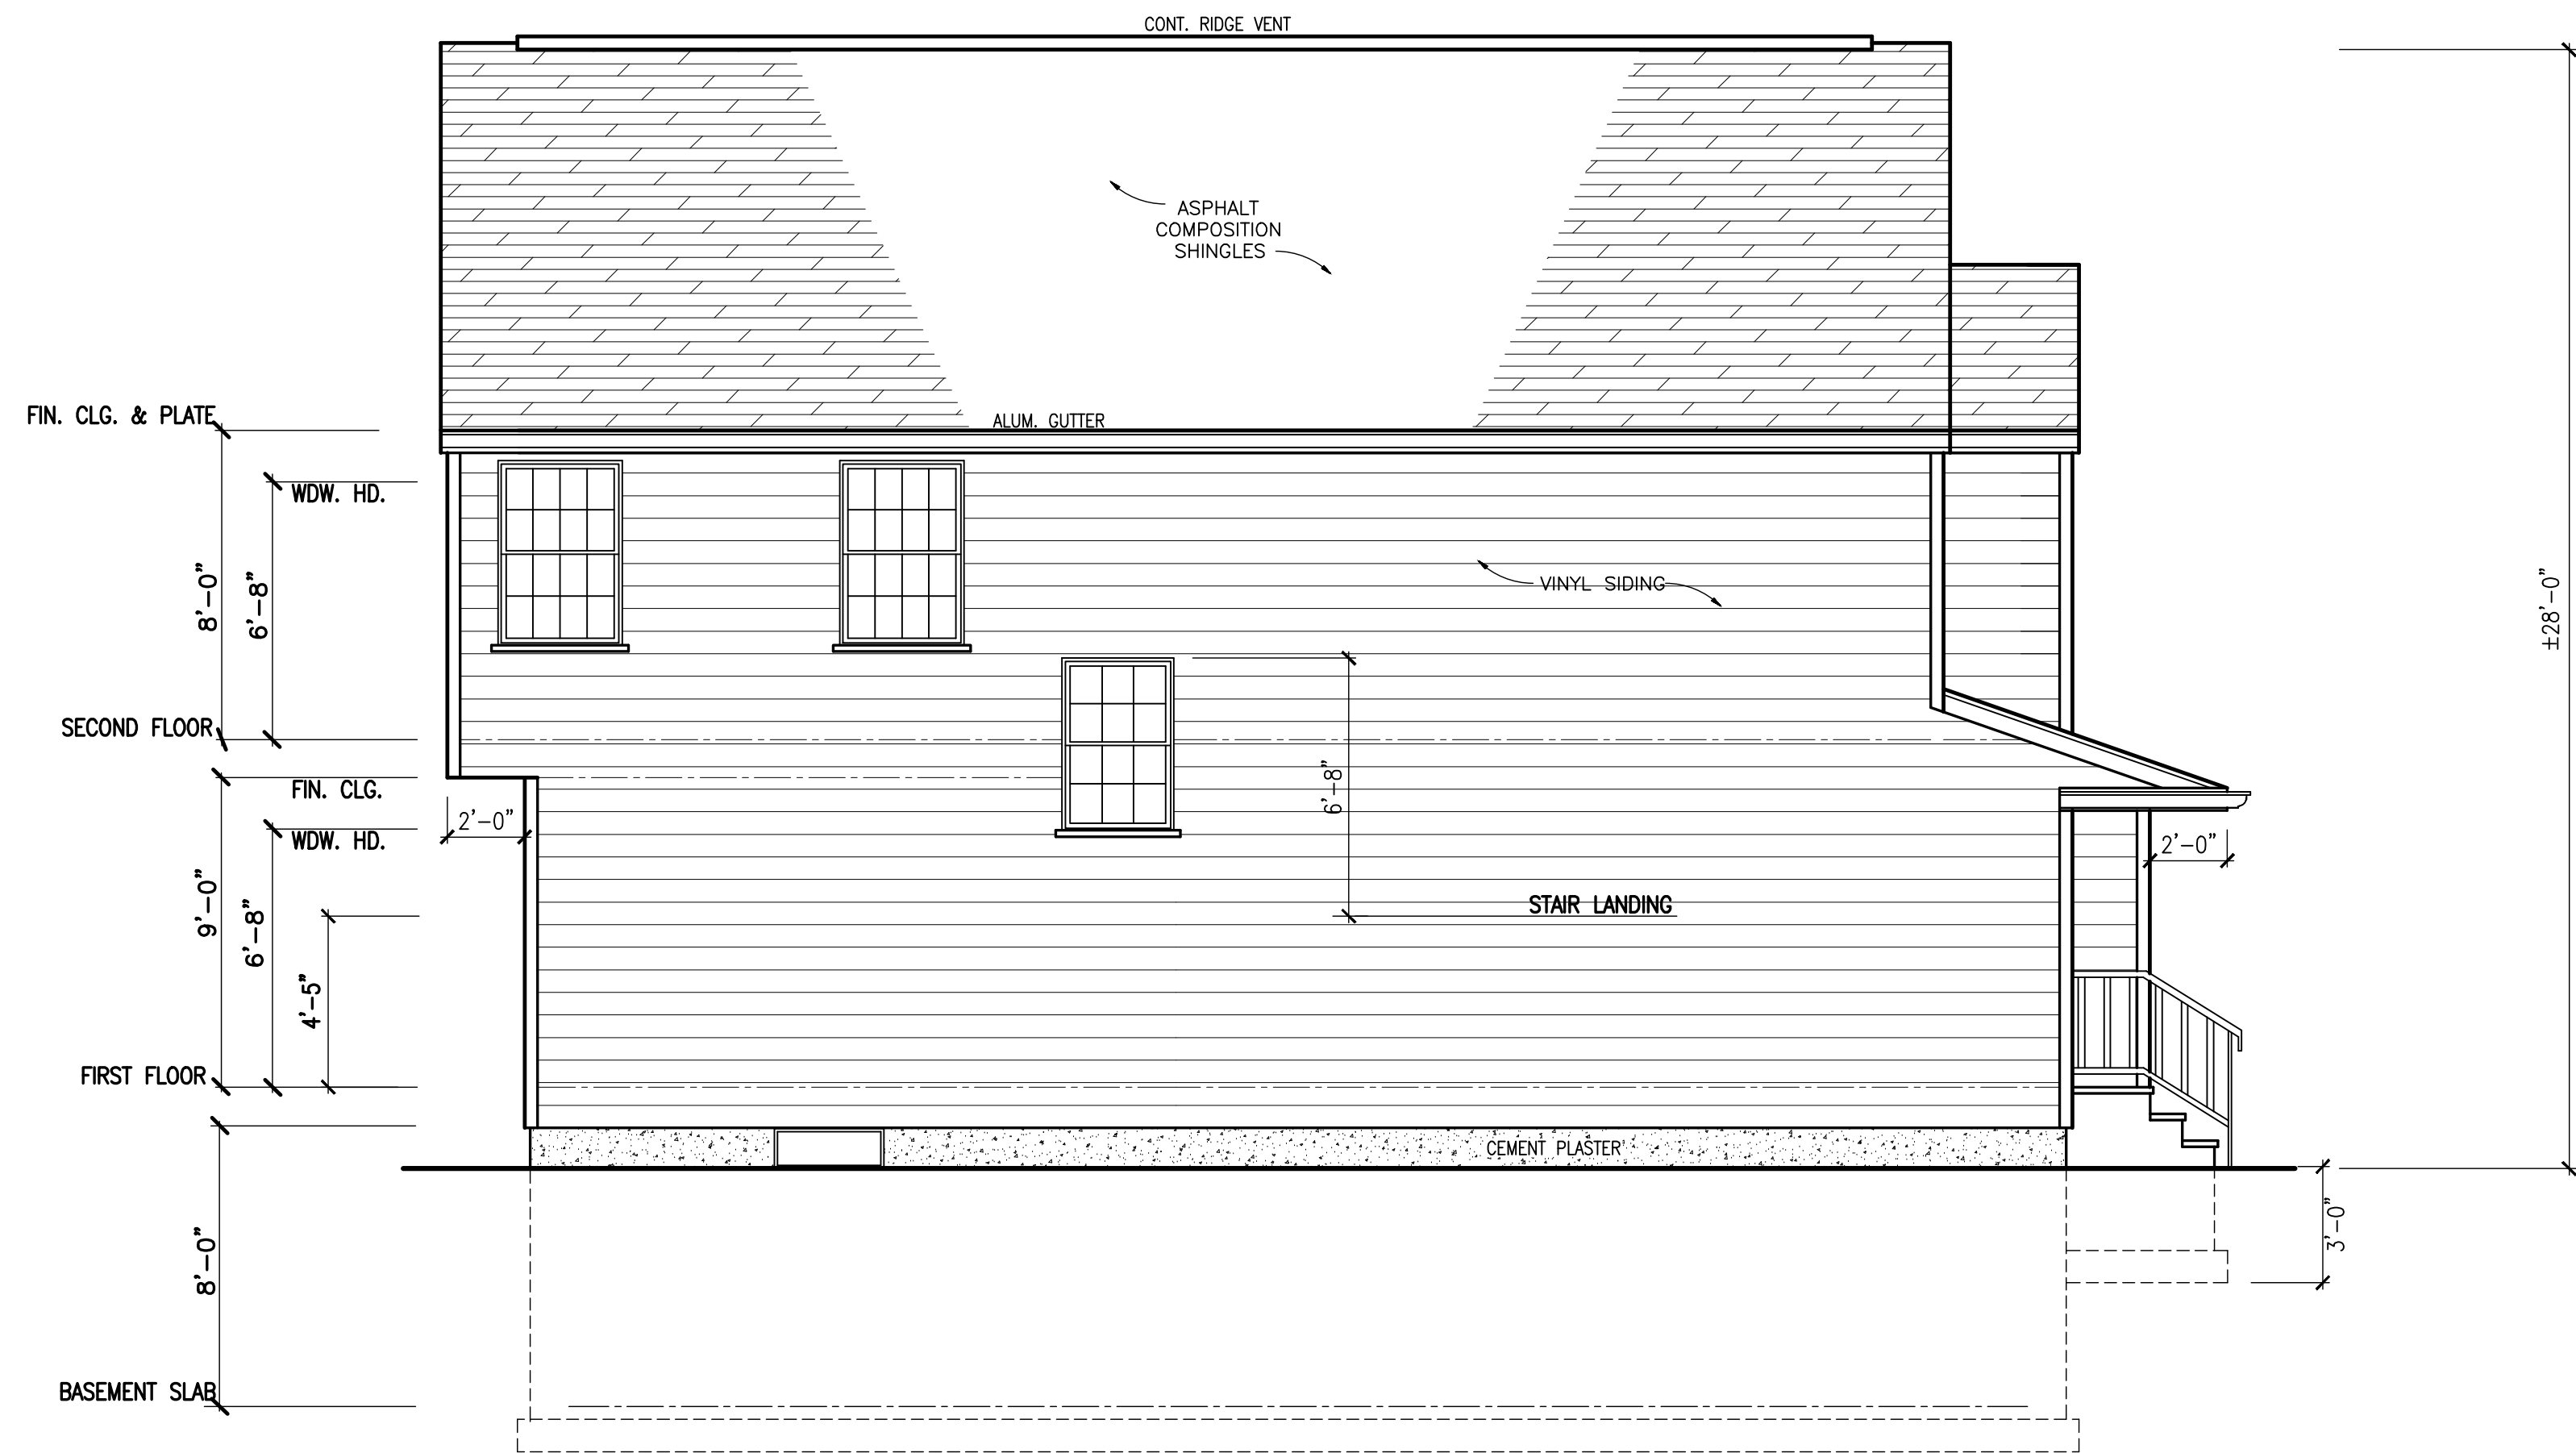 CONT. RIDGE VENT
ASPHALT
COMPOSITION
SHINGLES
FIN. CLG. & PLATE
ALUM. GUTTER
WDW. HD.
8'-0"
6'-8"
VINYL SIDING
±28'-0"
SECOND FLOOR
FIN. CLG.
6'-8"
2'-0"
WDW. HD.
2'-0"
9'-0"
6'-8"
STAIR LANDING
4'-5"
FIRST FLOOR
CEMENT PLASTER
8'-0"
3'-0"
BASEMENT SLAB